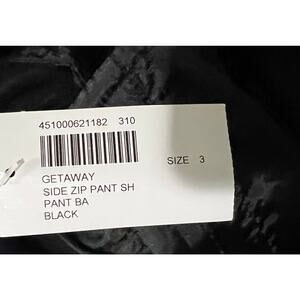 451000621182 310
SIZE 3
GETAWAY
SIDE ZIP PANT SH
PANT BA
BLACK